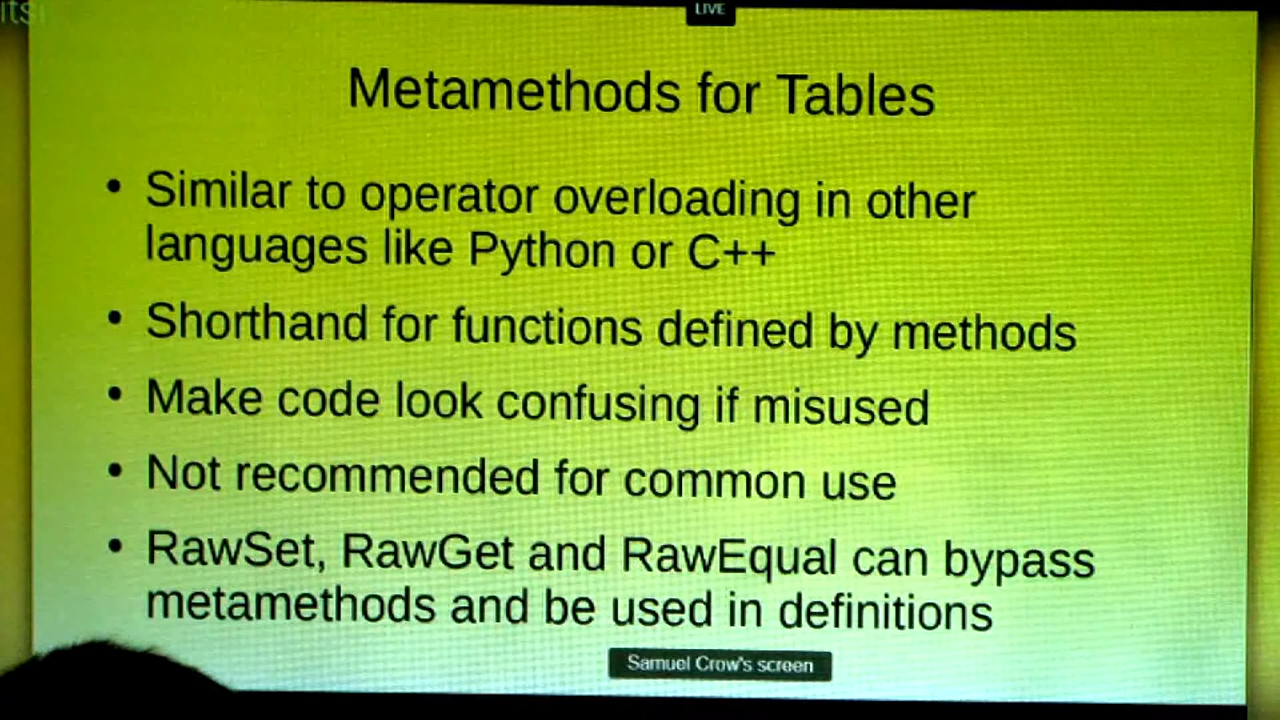 LIVE
Metamethods for Tables
• Similar to operator overloading in other
languages like Python or C++
• Shorthand for functions defined by methods
• Make code look confusing if misused
• Not recommended for common use
• RawSet, RawGet and RawEqual can bypass
metamethods and be used in definitions
Samuel Crow's screen